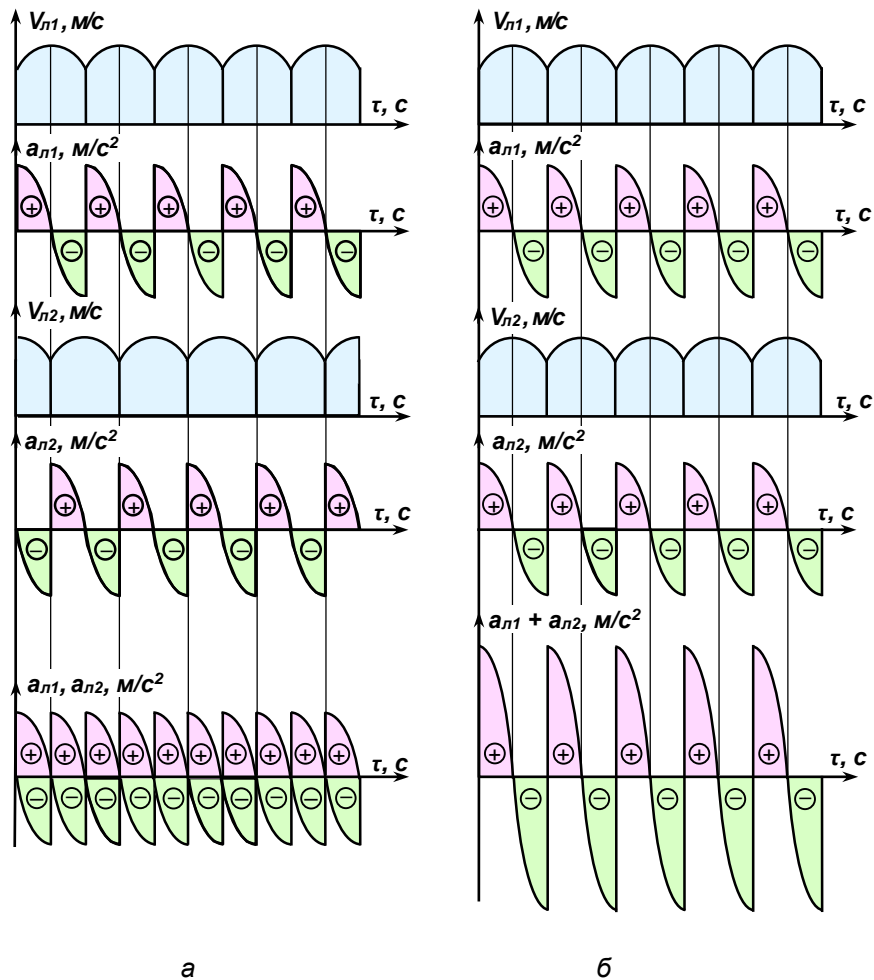 Vл1, м/с
τ, с
aл1, м/с²
+ + + + +
τ, с
− − − − −
Vл2, м/с
τ, с
aл2, м/с²
+ + + + +
τ, с
− − − − −
aл1, aл2, м/с²
+ + + + + + + + + +
τ, с
− − − − − − − − − −
а
Vл1, м/с
τ, с
aл1, м/с²
+ + + + +
τ, с
− − − − −
Vл2, м/с
τ, с
aл2, м/с²
+ + + + +
τ, с
− − − − −
aл1 + aл2, м/с²
+ + + + +
τ, с
− − − − −
б